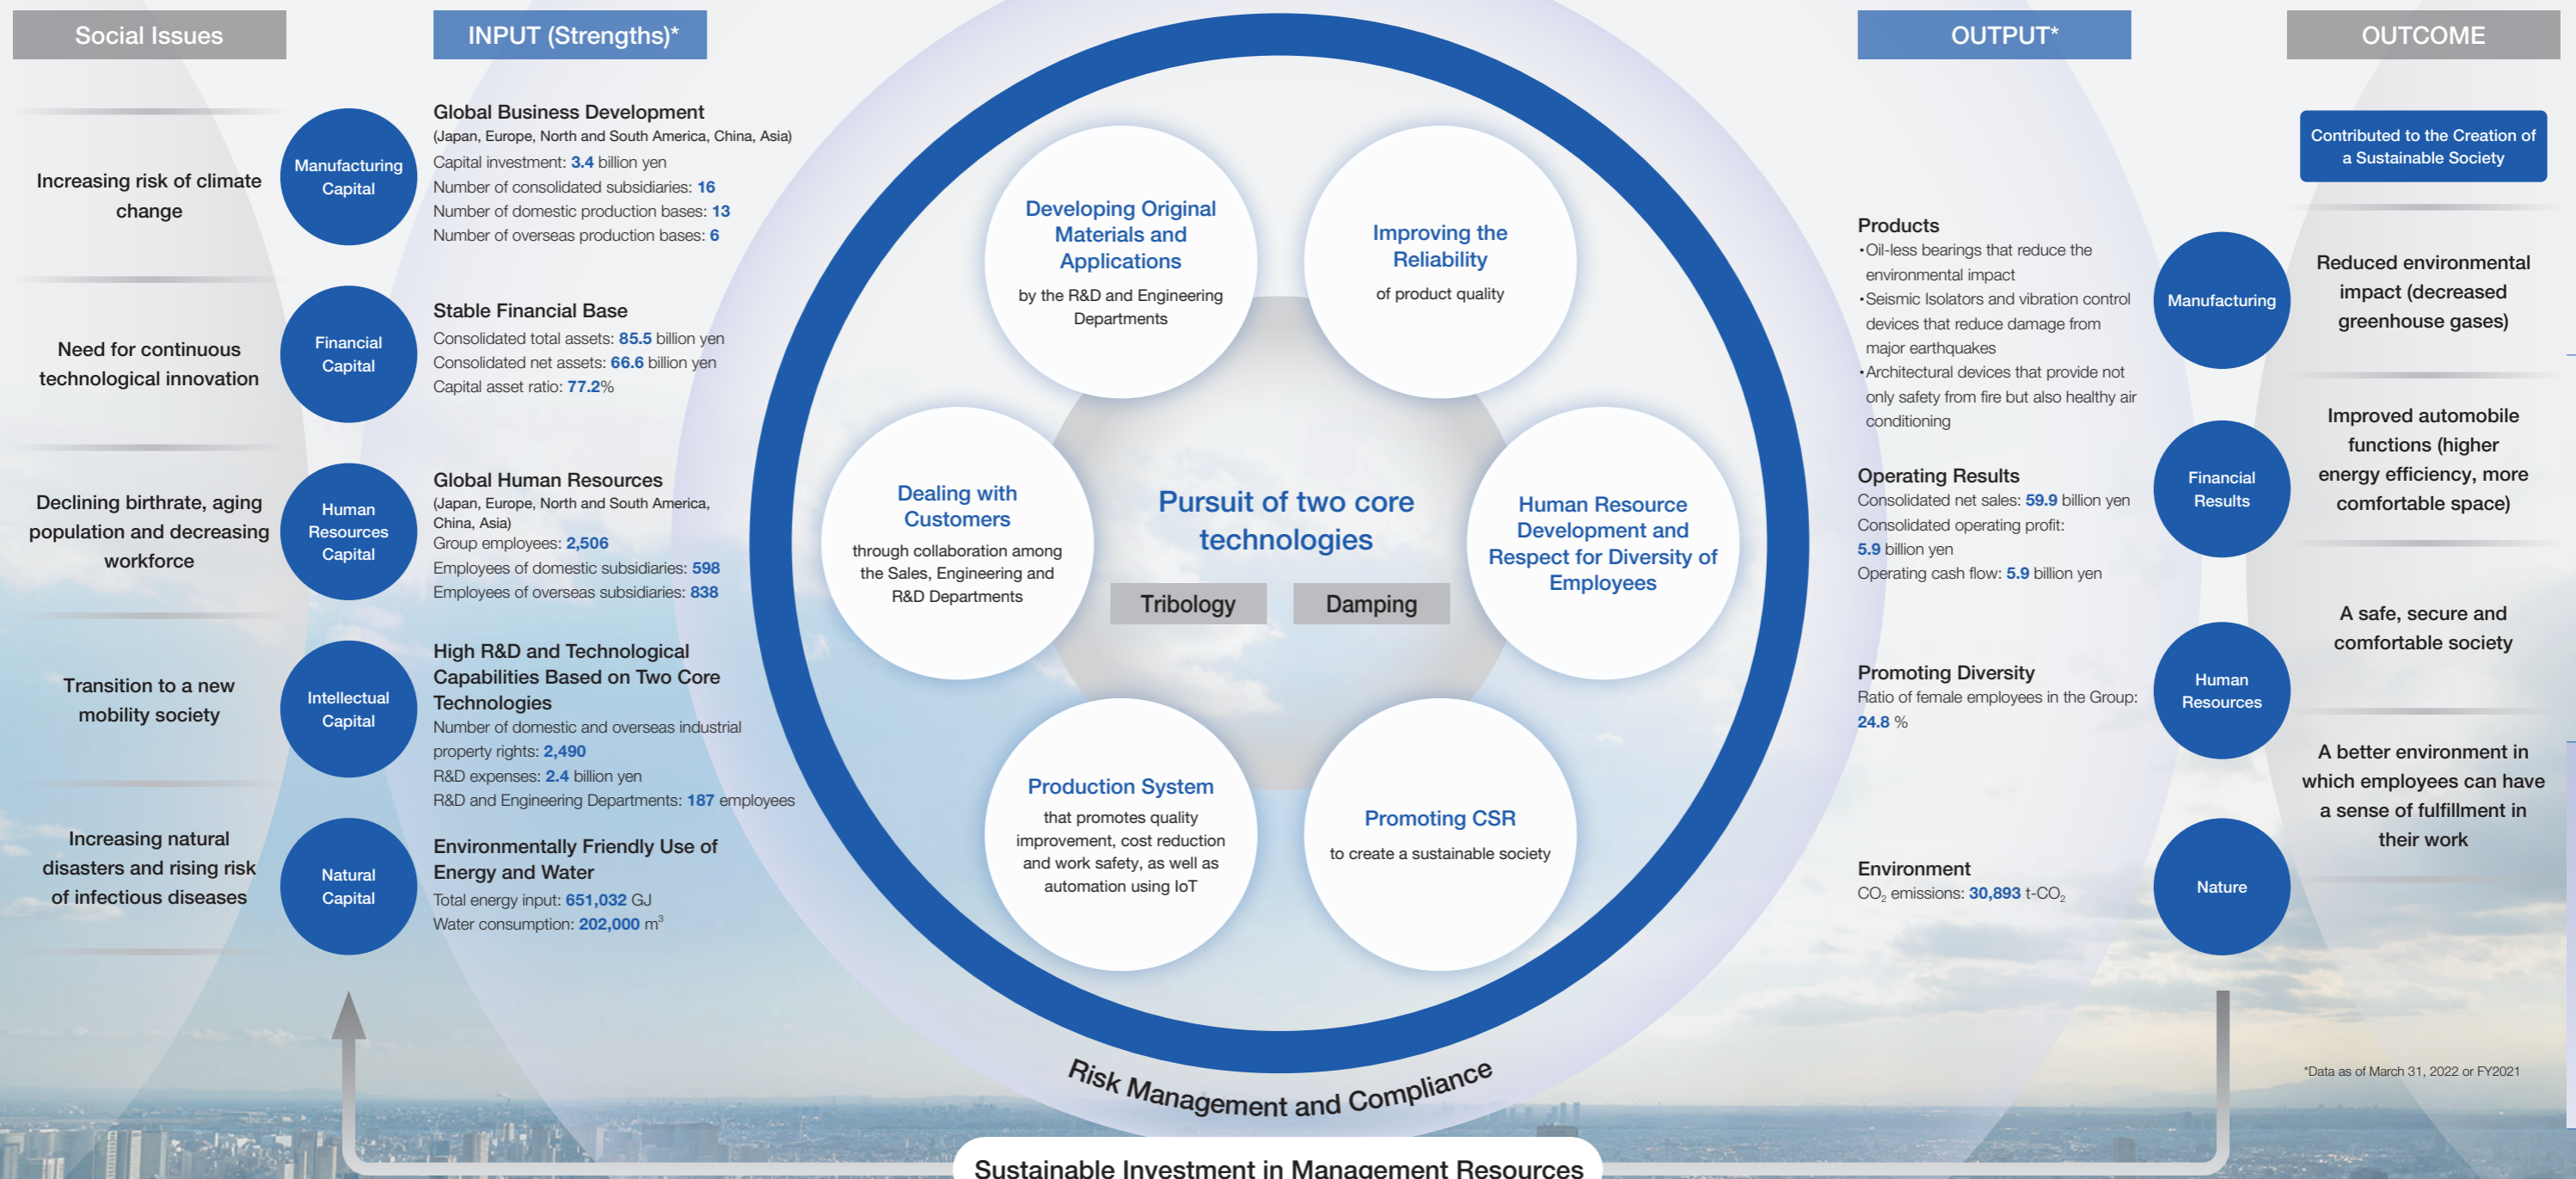 Social Issues
Increasing risk of climate
change
Need for continuous
technological innovation
Declining birthrate, aging
population and decreasing
workforce
Transition to a new
mobility society
Increasing natural
disasters and rising risk
of infectious diseases
INPUT (Strengths)*
Manufacturing
Capital
Global Business Development
(Japan, Europe, North and South America, China, Asia)
Capital investment: 3.4 billion yen
Number of consolidated subsidiaries: 16
Number of domestic production bases: 13
Number of overseas production bases: 6
Financial
Capital
Stable Financial Base
Consolidated total assets: 85.5 billion yen
Consolidated net assets: 66.6 billion yen
Capital asset ratio: 77.2%
Human
Resources
Capital
Global Human Resources
(Japan, Europe, North and South America,
China, Asia)
Group employees: 2,506
Employees of domestic subsidiaries: 598
Employees of overseas subsidiaries: 838
Intellectual
Capital
High R&D and Technological
Capabilities Based on Two Core
Technologies
Number of domestic and overseas industrial
property rights: 2,490
R&D expenses: 2.4 billion yen
R&D and Engineering Departments: 187 employees
Natural
Capital
Environmentally Friendly Use of
Energy and Water
Total energy input: 651,032 GJ
Water consumption: 202,000 m³
Developing Original
Materials and
Applications
by the R&D and Engineering
Departments
Improving the
Reliability
of product quality
Dealing with
Customers
through collaboration among
the Sales, Engineering and
R&D Departments
Pursuit of two core
technologies
Tribology
Damping
Human Resource
Development and
Respect for Diversity of
Employees
Production System
that promotes quality
improvement, cost reduction
and work safety, as well as
automation using IoT
Promoting CSR
to create a sustainable society
Risk Management and Compliance
Sustainable Investment in Management Resources
OUTPUT*
Products
•Oil-less bearings that reduce the
environmental impact
•Seismic Isolators and vibration control
devices that reduce damage from
major earthquakes
•Architectural devices that provide not
only safety from fire but also healthy air
conditioning
Manufacturing
Operating Results
Consolidated net sales: 59.9 billion yen
Consolidated operating profit:
5.9 billion yen
Operating cash flow: 5.9 billion yen
Financial
Results
Promoting Diversity
Ratio of female employees in the Group:
24.8 %
Human
Resources
Environment
CO₂ emissions: 30,893 t-CO₂
Nature
OUTCOME
Contributed to the Creation of
a Sustainable Society
Reduced environmental
impact (decreased
greenhouse gases)
Improved automobile
functions (higher
energy efficiency, more
comfortable space)
A safe, secure and
comfortable society
A better environment in
which employees can have
a sense of fulfillment in
their work
*Data as of March 31, 2022 or FY2021